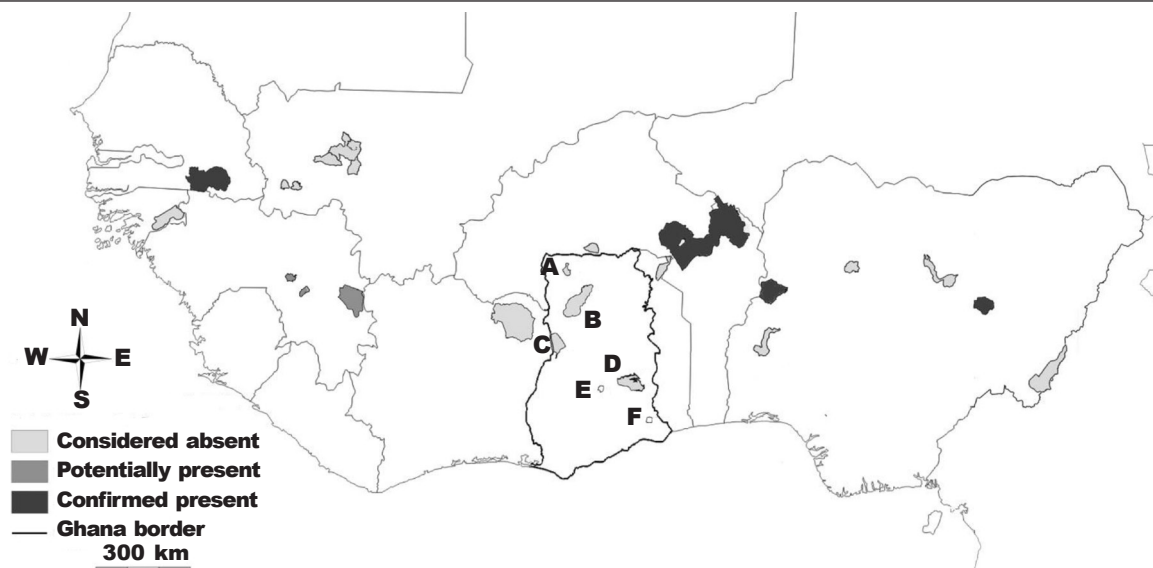 A
B
C
D
E
F
N
W E
S
Considered absent
Potentially present
Confirmed present
Ghana border
300 km